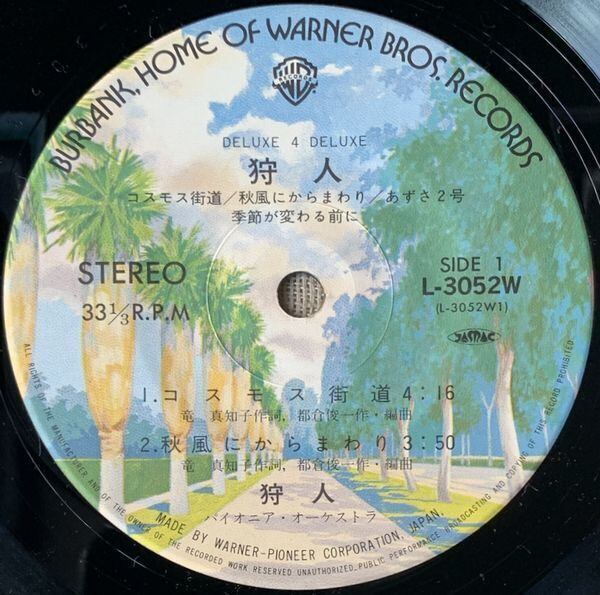 BURBANK, HOME OF WARNER BROS. RECORDS
RECORDS
DELUXE 4 DELUXE
狩人
コスモス街道/秋風にからまわり/あずさ2号
季節が変わる前に
STEREO
33 1/3 R.P.M
SIDE 1
L-3052W
(L-3052W1)
JASRAC
1. コスモス街道 4:16
竜 真知子作詞, 都倉俊一作・編曲
2. 秋風にからまわり 3:50
竜 真知子作詞, 都倉俊一作・編曲
狩人
パイオニア・オーケストラ
MADE BY WARNER-PIONEER CORPORATION, JAPAN.
ALL RIGHTS OF THE MANUFACTURER AND OF THE OWNER OF THE RECORDED WORK RESERVED UNAUTHORIZED PUBLIC PERFORMANCE BROADCASTING AND COPYING OF THIS RECORD PROHIBITED